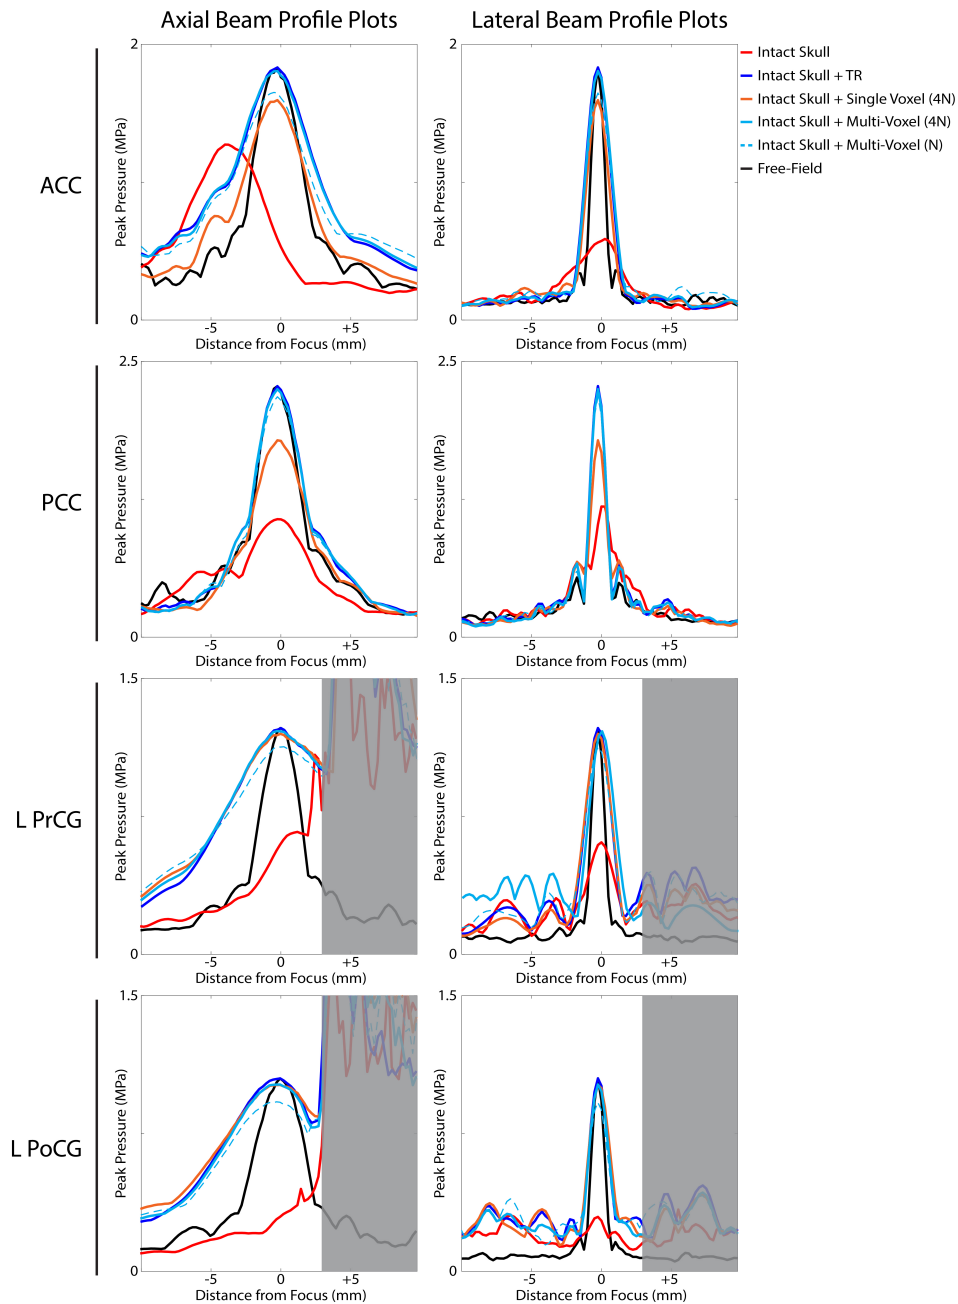 Axial Beam Profile Plots
Lateral Beam Profile Plots
Intact Skull
Intact Skull + TR
Intact Skull + Single Voxel (4N)
Intact Skull + Multi-Voxel (4N)
Intact Skull + Multi-Voxel (N)
Free-Field
ACC
2
Peak Pressure (MPa)
0
-5
0
+5
Distance from Focus (mm)
2
Peak Pressure (MPa)
0
-5
0
+5
Distance from Focus (mm)
PCC
2.5
Peak Pressure (MPa)
0
-5
0
+5
Distance from Focus (mm)
2.5
Peak Pressure (MPa)
0
-5
0
+5
Distance from Focus (mm)
L PrCG
1.5
Peak Pressure (MPa)
0
-5
0
+5
Distance from Focus (mm)
1.5
Peak Pressure (MPa)
0
-5
0
+5
Distance from Focus (mm)
L PoCG
1.5
Peak Pressure (MPa)
0
-5
0
+5
Distance from Focus (mm)
1.5
Peak Pressure (MPa)
0
-5
0
+5
Distance from Focus (mm)